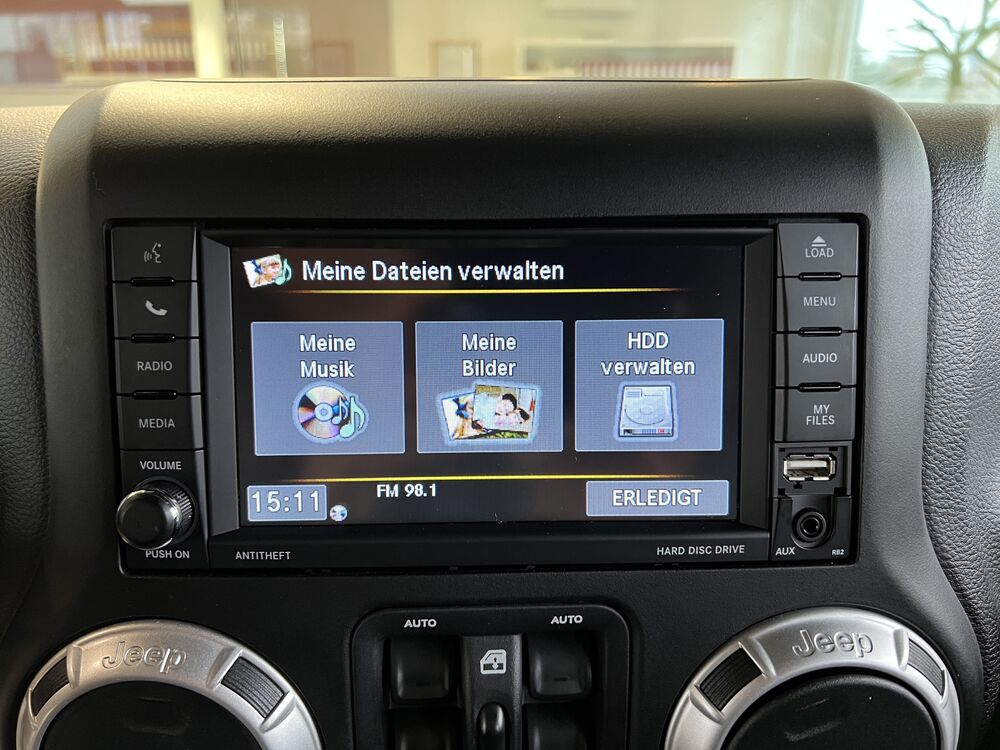 Meine Dateien verwalten
Meine
Musik
Meine
Bilder
HDD
verwalten
15:11
FM 98.1
ERLEDIGT
RADIO
MEDIA
VOLUME
PUSH ON
ANTITHEFT
HARD DISC DRIVE
LOAD
MENU
AUDIO
MY
FILES
AUX
RB2
AUTO
AUTO
Jeep
Jeep